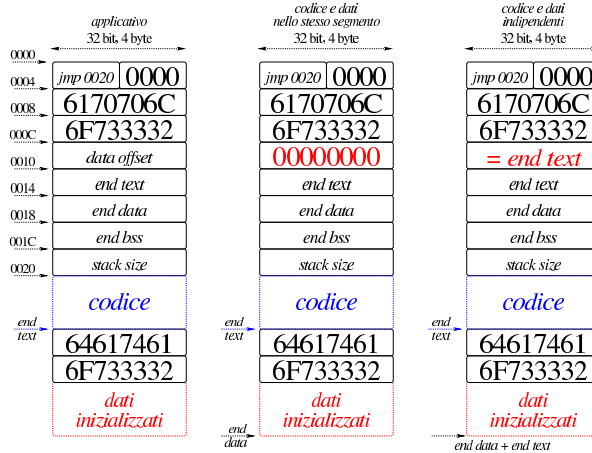 applicativo
32 bit, 4 byte
0000
jmp 0020 0000
0004
6170706C
0008
6F733332
000C
data offset
0010
end text
0014
end data
0018
end bss
001C
stack size
0020
codice
end
text
64617461
6F733332
dati
inizializzati
codice e dati
nello stesso segmento
32 bit, 4 byte
jmp 0020 0000
6170706C
6F733332
00000000
end text
end data
end bss
stack size
codice
end
text
64617461
6F733332
dati
inizializzati
end
data
codice e dati
indipendenti
32 bit, 4 byte
jmp 0020 0000
6170706C
6F733332
= end text
end text
end data
end bss
stack size
codice
end
text
64617461
6F733332
dati
inizializzati
end data + end text